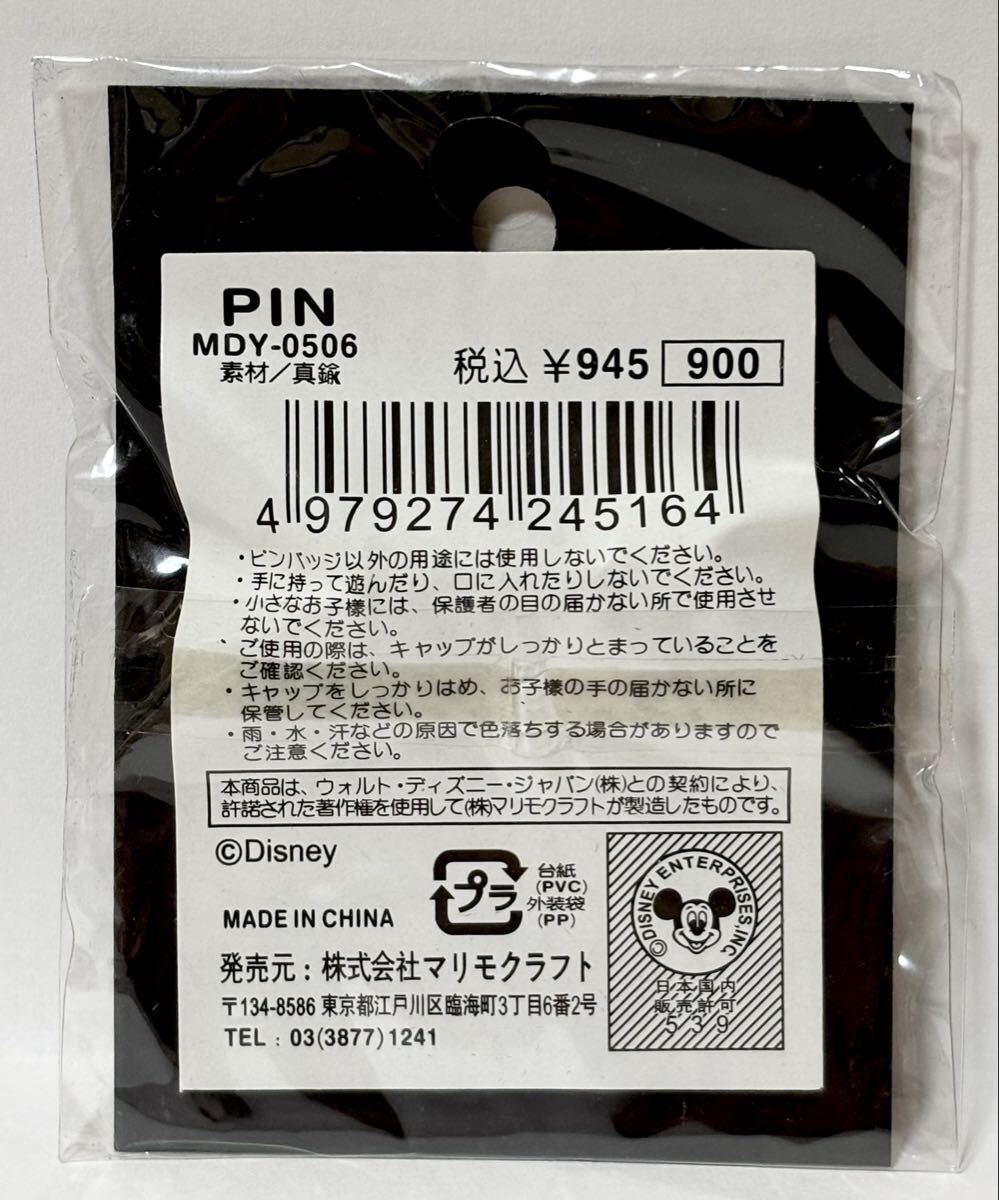 PIN
MDY-0506
素材/真鍮
税込 ¥945 900
4 979274 245164
・ピンバッジ以外の用途には使用しないでください。
・手に持って遊んだり、口に入れたりしないでください。
・小さなお子様には、保護者の目の届かない所で使用させ
ないでください。
・ご使用の際は、キャップがしっかりとまっていることを
ご確認ください。
・キャップをしっかりはめ、お子様の手の届かない所に
保管してください。
・雨・水・汗などの原因で色落ちする場合がありますので
ご注意ください。
本商品は、ウォルト・ディズニー・ジャパン(株)との契約により、
許諾された著作権を使用して(株)マリモクラフトが製造したものです。
©Disney
MADE IN CHINA
プラ
台紙
(PVC)
外装袋
(PP)
©DISNEY ENTERPRISES, INC.
日本国内
販売許可
539
発売元:株式会社マリモクラフト
〒134-8586 東京都江戸川区臨海町3丁目6番2号
TEL : 03(3877)1241